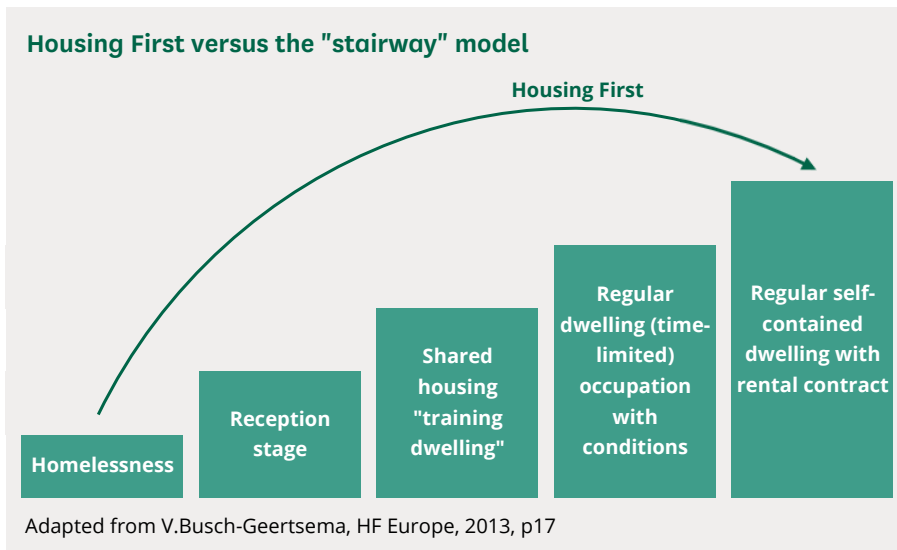 Housing First versus the "stairway" model
Housing First
Homelessness
Reception
stage
Shared
housing
"training
dwelling"
Regular
dwelling (time-
limited)
occupation
with
conditions
Regular self-
contained
dwelling with
rental contract
Adapted from V.Busch-Geertsema, HF Europe, 2013, p17